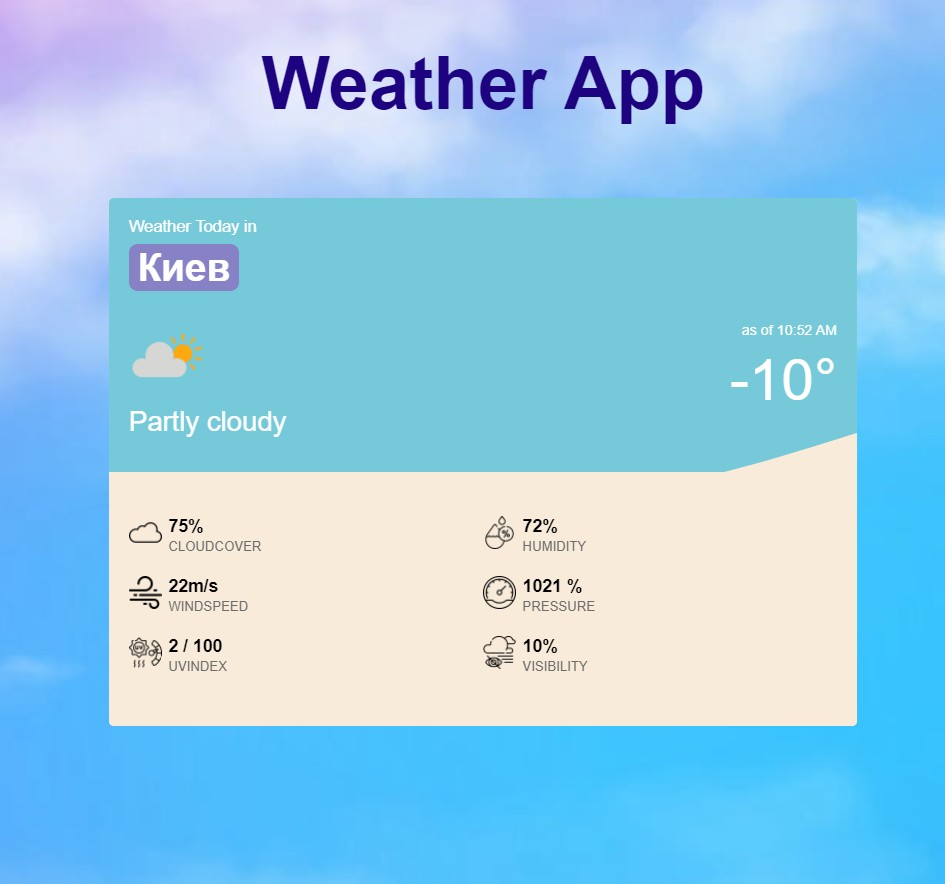 Weather App
Weather Today in
Киев
as of 10:52 AM
-10°
Partly cloudy
75%
CLOUDCOVER
72%
HUMIDITY
22m/s
WINDSPEED
1021 %
PRESSURE
2 / 100
UVINDEX
10%
VISIBILITY